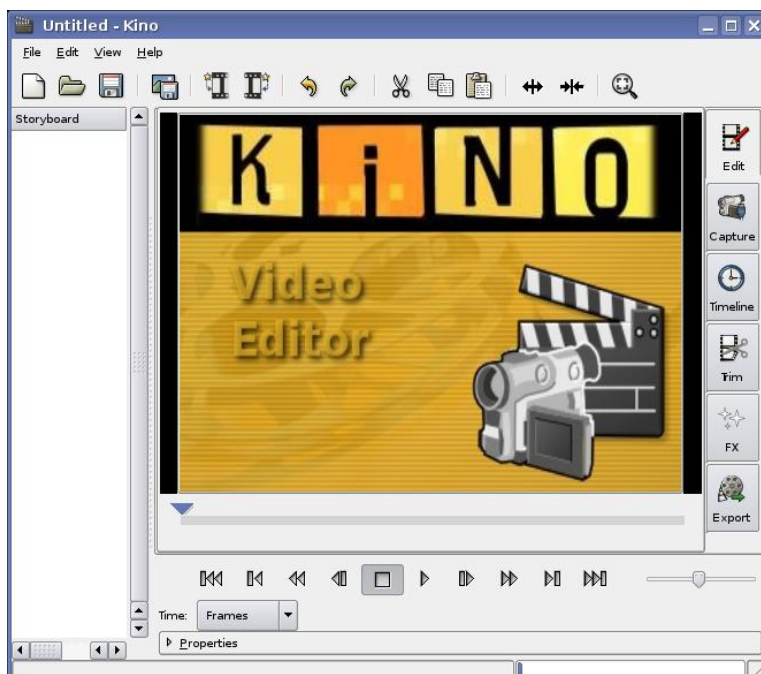 Untitled - Kino
File Edit View Help
Storyboard
KiNO
Video
Editor
Edit
Capture
Timeline
Trim
FX
Export
Time: Frames
Properties